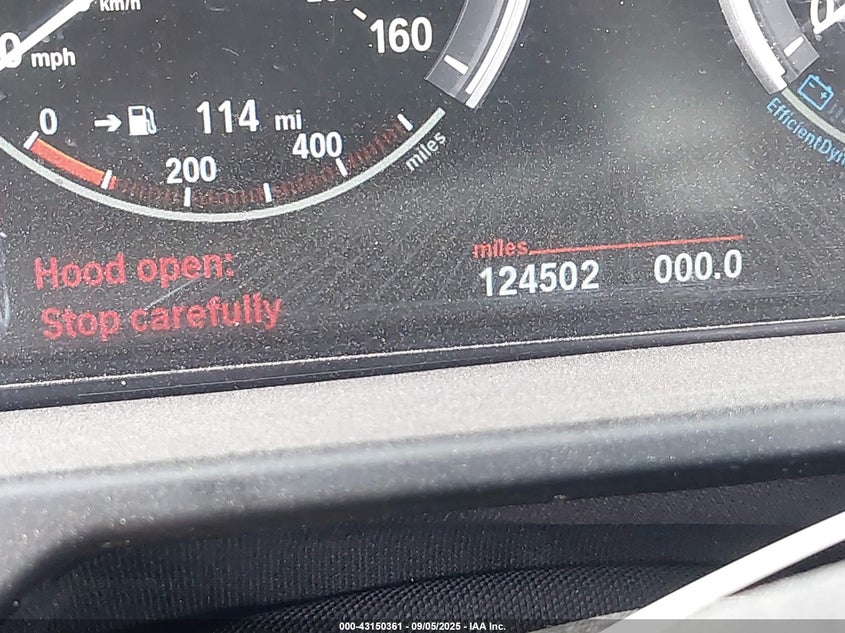 km/h
160
0 mph
0
114 mi
200
400
miles
EfficientDyn
Hood open:
Stop carefully
miles
124502 000.0
000-43150361 - 09/05/2025 - IAA Inc.